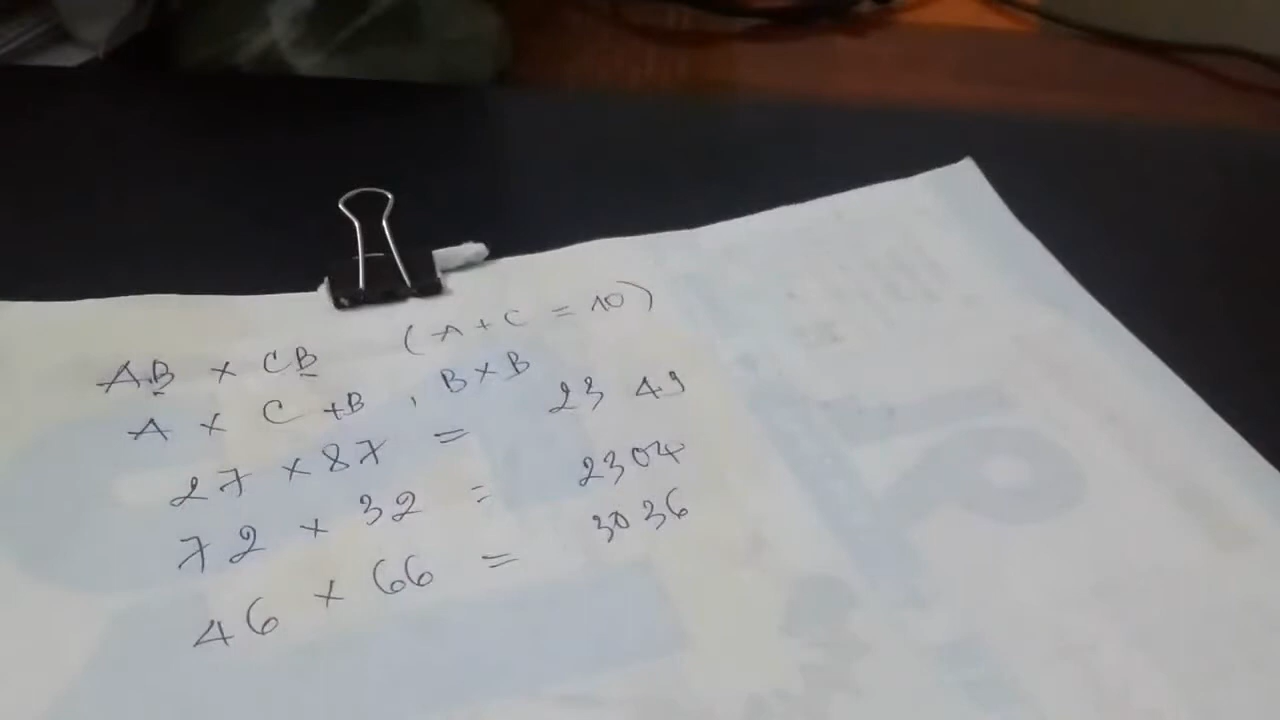 AB × CB (A+C = 10)
A × C +B , B×B
27 × 87 = 23 49
72 × 32 = 2304
46 × 66 = 3036